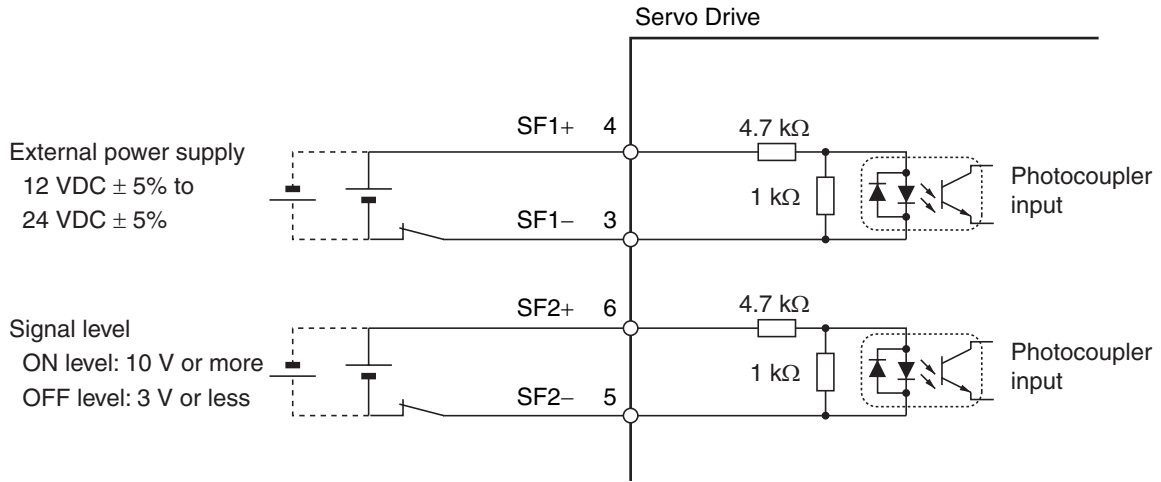 Servo Drive
External power supply
12 VDC ± 5% to
24 VDC ± 5%
SF1+ 4
4.7 kΩ
1 kΩ
SF1− 3
Photocoupler
input
Signal level
ON level: 10 V or more
OFF level: 3 V or less
SF2+ 6
4.7 kΩ
1 kΩ
SF2− 5
Photocoupler
input